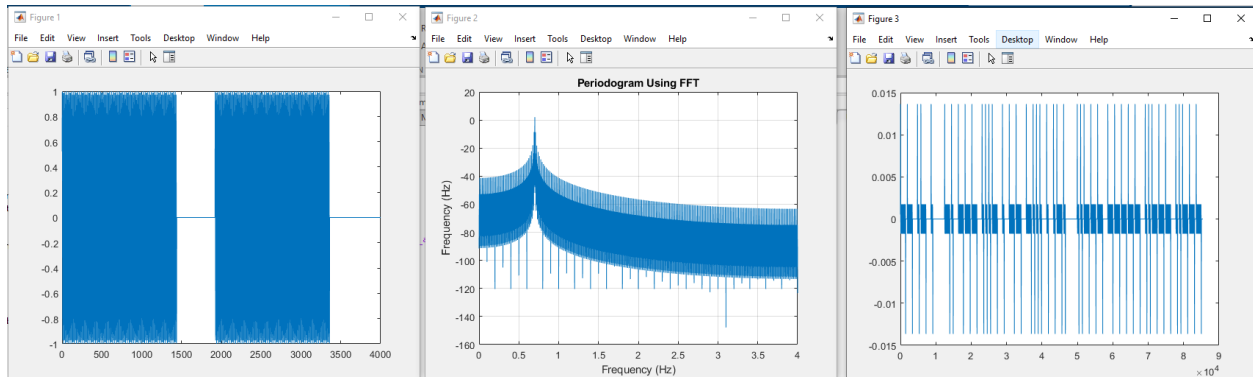 Figure 1
File Edit View Insert Tools Desktop Window Help
1
0.8
0.6
0.4
0.2
0
-0.2
-0.4
-0.6
-0.8
-1
0 500 1000 1500 2000 2500 3000 3500 4000
Figure 2
File Edit View Insert Tools Desktop Window Help
Periodogram Using FFT
Frequency (Hz)
20
0
-20
-40
-60
-80
-100
-120
-140
-160
0 0.5 1 1.5 2 2.5 3 3.5 4
Frequency (Hz)
Figure 3
File Edit View Insert Tools Desktop Window Help
0.015
0.01
0.005
0
-0.005
-0.01
-0.015
0 1 2 3 4 5 6 7 8 9
× 10⁴